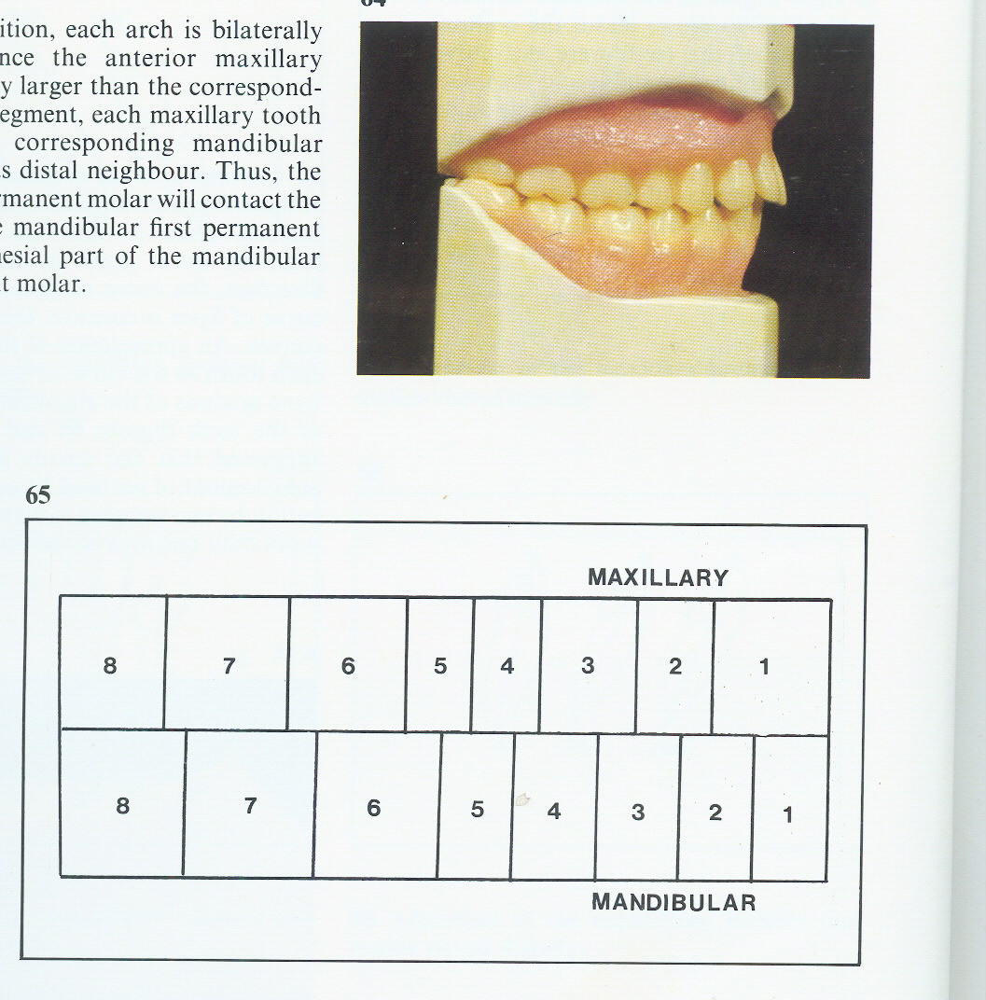 ition, each arch is bilaterally
nce the anterior maxillary
y larger than the correspond-
egment, each maxillary tooth
corresponding mandibular
s distal neighbour. Thus, the
rmanent molar will contact the
e mandibular first permanent
esial part of the mandibular
t molar.
64
65
MAXILLARY
8 7 6 5 4 3 2 1
8 7 6 5 4 3 2 1
MANDIBULAR